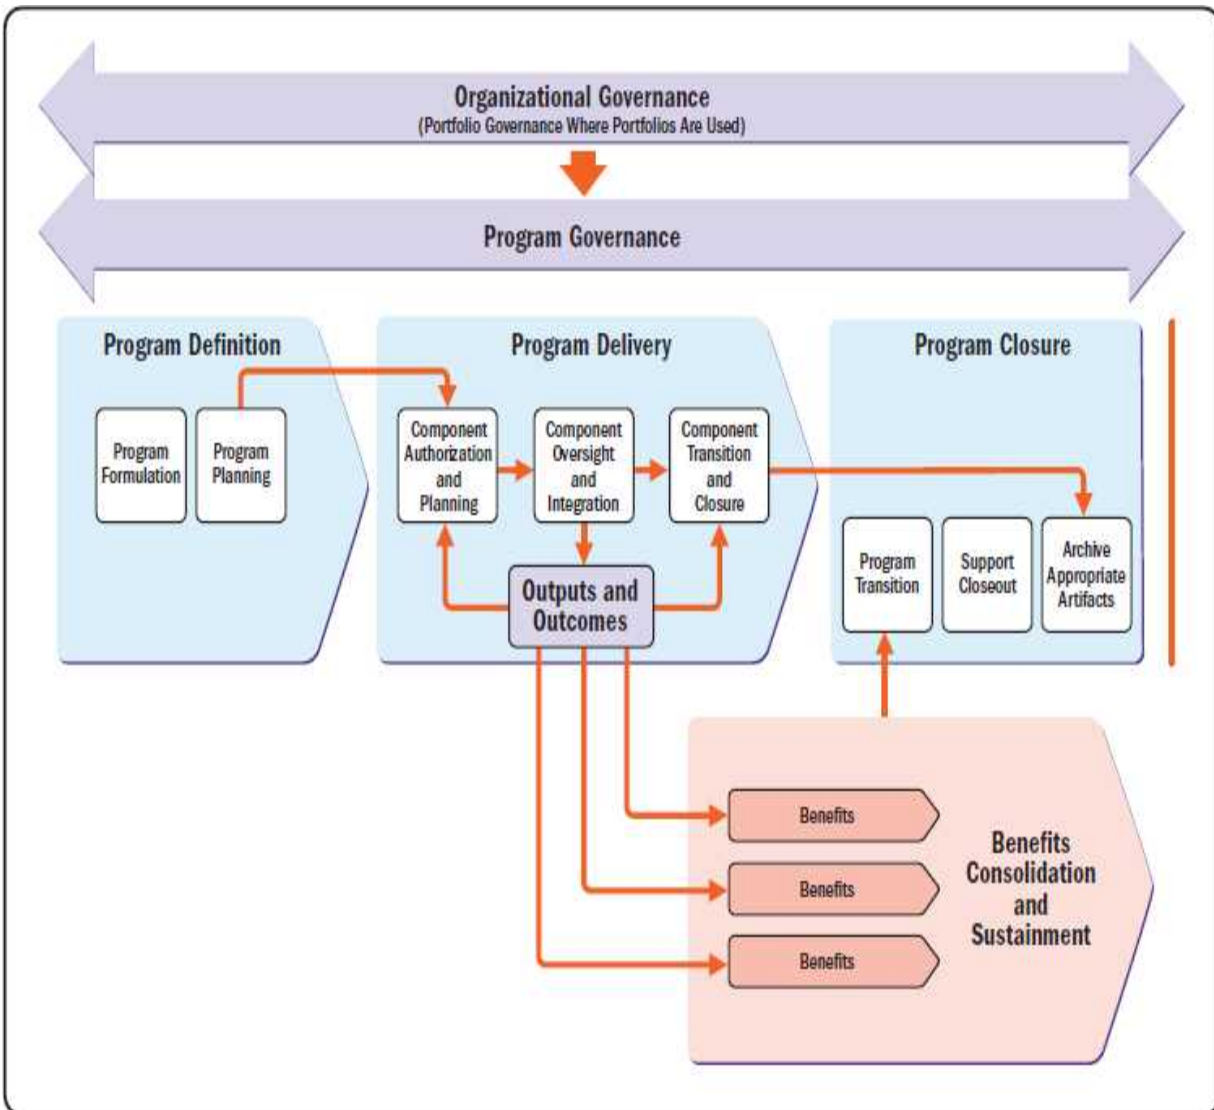 Organizational Governance
(Portfolio Governance Where Portfolios Are Used)
Program Governance
Program Definition
Program
Formulation
Program
Planning
Program Delivery
Component
Authorization
and
Planning
Component
Oversight
and
Integration
Component
Transition
and
Closure
Outputs and
Outcomes
Program Closure
Program
Transition
Support
Closeout
Archive
Appropriate
Artifacts
Benefits
Benefits
Benefits
Benefits
Consolidation
and
Sustainment